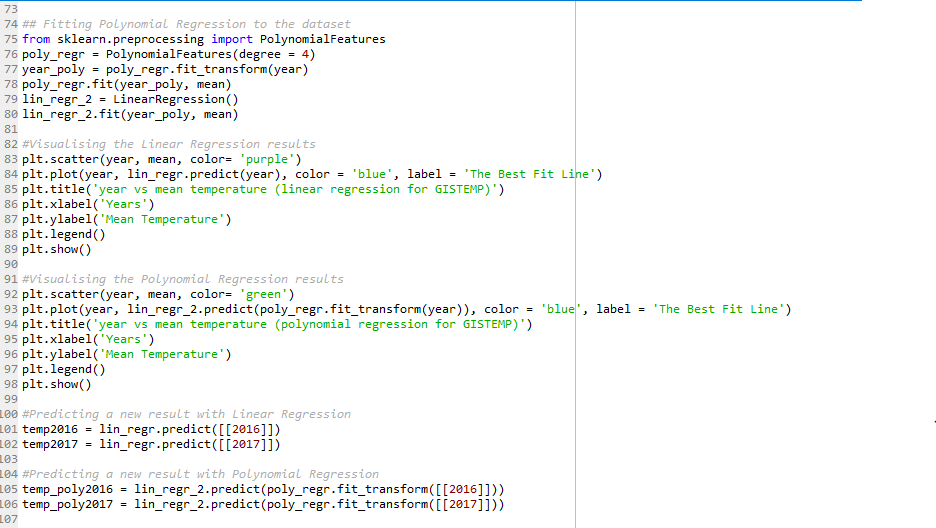 73
74 ## Fitting Polynomial Regression to the dataset
75 from sklearn.preprocessing import PolynomialFeatures
76 poly_regr = PolynomialFeatures(degree = 4)
77 year_poly = poly_regr.fit_transform(year)
78 poly_regr.fit(year_poly, mean)
79 lin_regr_2 = LinearRegression()
80 lin_regr_2.fit(year_poly, mean)
81
82 #Visualising the Linear Regression results
83 plt.scatter(year, mean, color= 'purple')
84 plt.plot(year, lin_regr.predict(year), color = 'blue', label = 'The Best Fit Line')
85 plt.title('year vs mean temperature (linear regression for GISTEMP)')
86 plt.xlabel('Years')
87 plt.ylabel('Mean Temperature')
88 plt.legend()
89 plt.show()
90
91 #Visualising the Polynomial Regression results
92 plt.scatter(year, mean, color= 'green')
93 plt.plot(year, lin_regr_2.predict(poly_regr.fit_transform(year)), color = 'blue', label = 'The Best Fit Line')
94 plt.title('year vs mean temperature (polynomial regression for GISTEMP)')
95 plt.xlabel('Years')
96 plt.ylabel('Mean Temperature')
97 plt.legend()
98 plt.show()
99
100 #Predicting a new result with Linear Regression
101 temp2016 = lin_regr.predict([[2016]])
102 temp2017 = lin_regr.predict([[2017]])
103
104 #Predicting a new result with Polynomial Regression
105 temp_poly2016 = lin_regr_2.predict(poly_regr.fit_transform([[2016]]))
106 temp_poly2017 = lin_regr_2.predict(poly_regr.fit_transform([[2017]]))
107